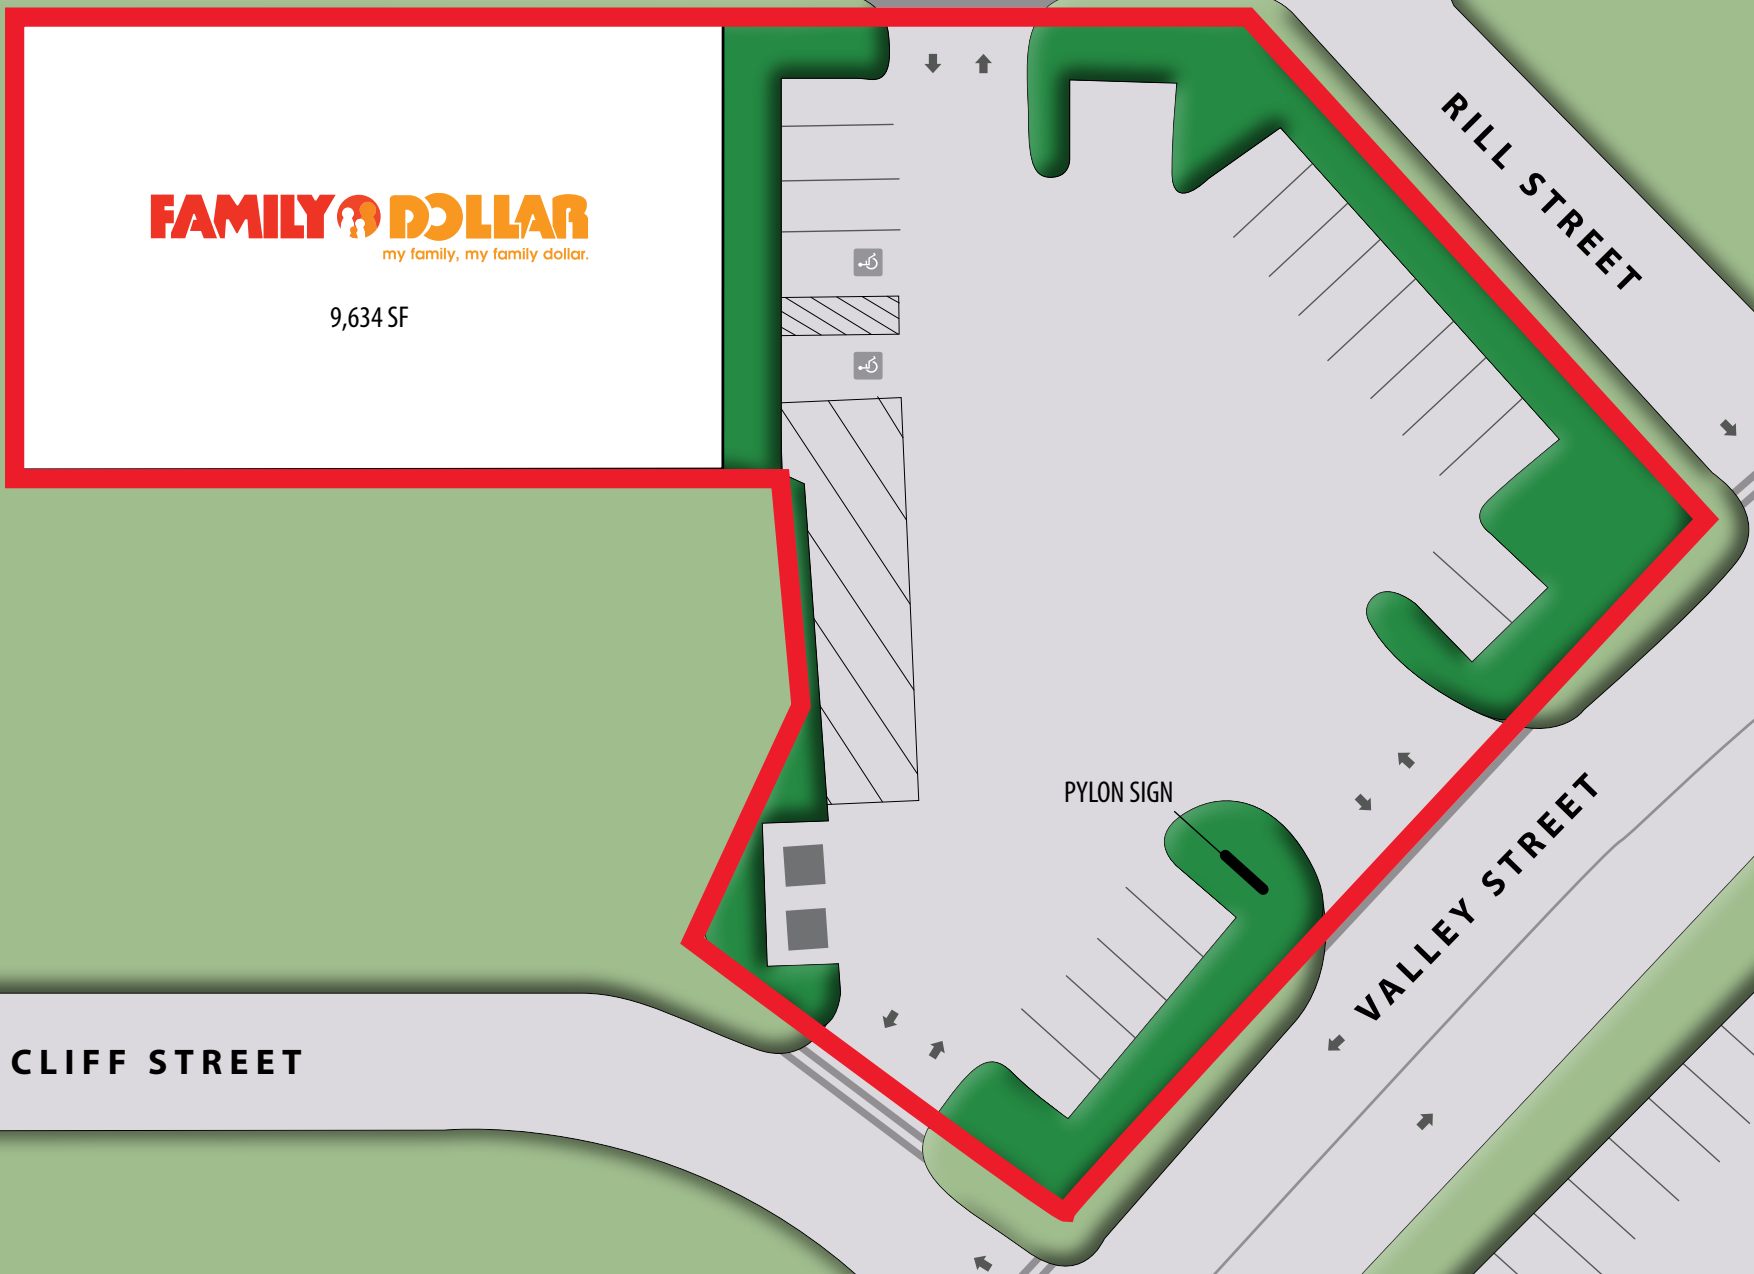 FAMILY DOLLAR
my family, my family dollar.
9,634 SF
RILL STREET
PYLON SIGN
VALLEY STREET
CLIFF STREET